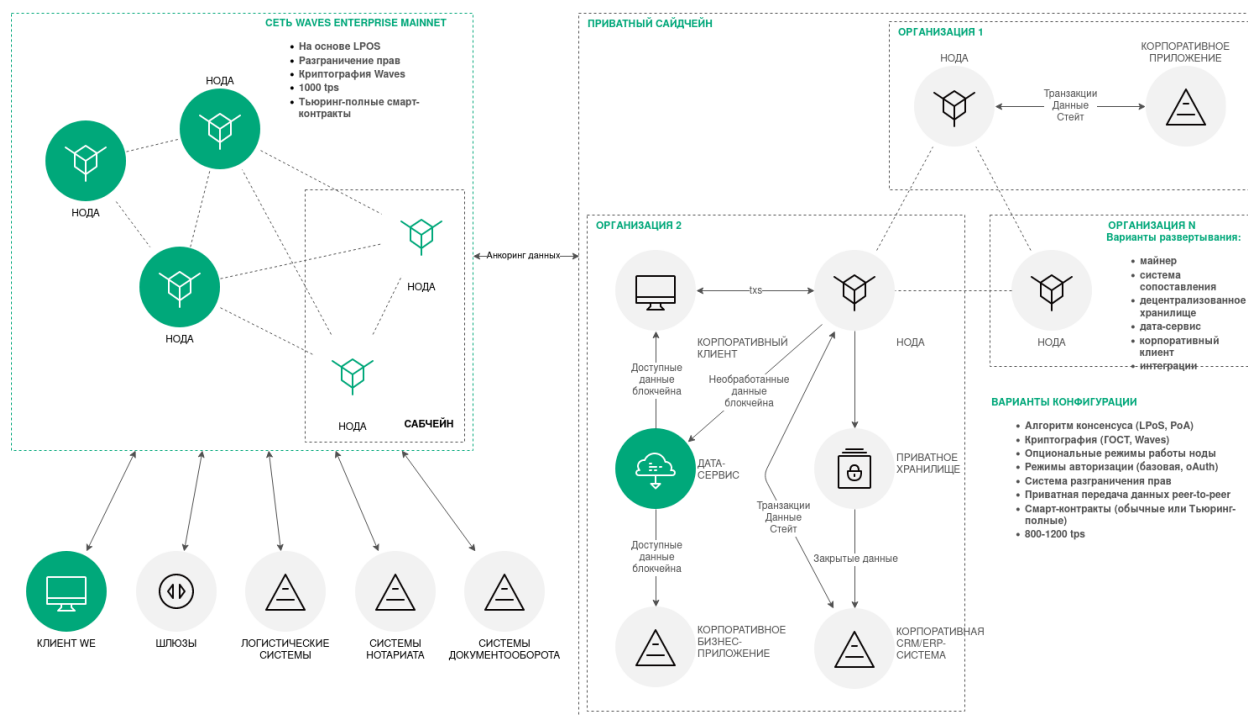 СЕТЬ WAVES ENTERPRISE MAINNET
• На основе LPOS
• Разграничение прав
• Криптография Waves
• 1000 tps
• Тьюринг-полные смарт-
контракты
НОДА
НОДА
НОДА
НОДА
НОДА
САБЧЕЙН
Анкоринг данных
КЛИЕНТ WE
ШЛЮЗЫ
ЛОГИСТИЧЕСКИЕ
СИСТЕМЫ
СИСТЕМЫ
НОТАРИАТА
СИСТЕМЫ
ДОКУМЕНТООБОРОТА
ПРИВАТНЫЙ САЙДЧЕЙН
ОРГАНИЗАЦИЯ 1
НОДА
КОРПОРАТИВНОЕ
ПРИЛОЖЕНИЕ
Транзакции
Данные
Стейт
ОРГАНИЗАЦИЯ 2
txs
КОРПОРАТИВНЫЙ
КЛИЕНТ
НОДА
Доступные
данные
блокчейна
Необработанные
данные
блокчейна
ДАТА-
СЕРВИС
ПРИВАТНОЕ
ХРАНИЛИЩЕ
Транзакции
Данные
Стейт
Доступные
данные
блокчейна
Закрытые данные
КОРПОРАТИВНОЕ
БИЗНЕС-
ПРИЛОЖЕНИЕ
КОРПОРАТИВНАЯ
CRM/ERP-
СИСТЕМА
ОРГАНИЗАЦИЯ N
Варианты развертывания:
• майнер
• система
сопоставления
• децентрализованное
хранилище
• дата-сервис
• корпоративный
клиент
• интеграции
НОДА
ВАРИАНТЫ КОНФИГУРАЦИИ
• Алгоритм консенсуса (LPoS, PoA)
• Криптография (ГОСТ, Waves)
• Опциональные режимы работы ноды
• Режимы авторизации (базовая, oAuth)
• Система разграничения прав
• Приватная передача данных peer-to-peer
• Смарт-контракты (обычные или Тьюринг-
полные)
• 800-1200 tps